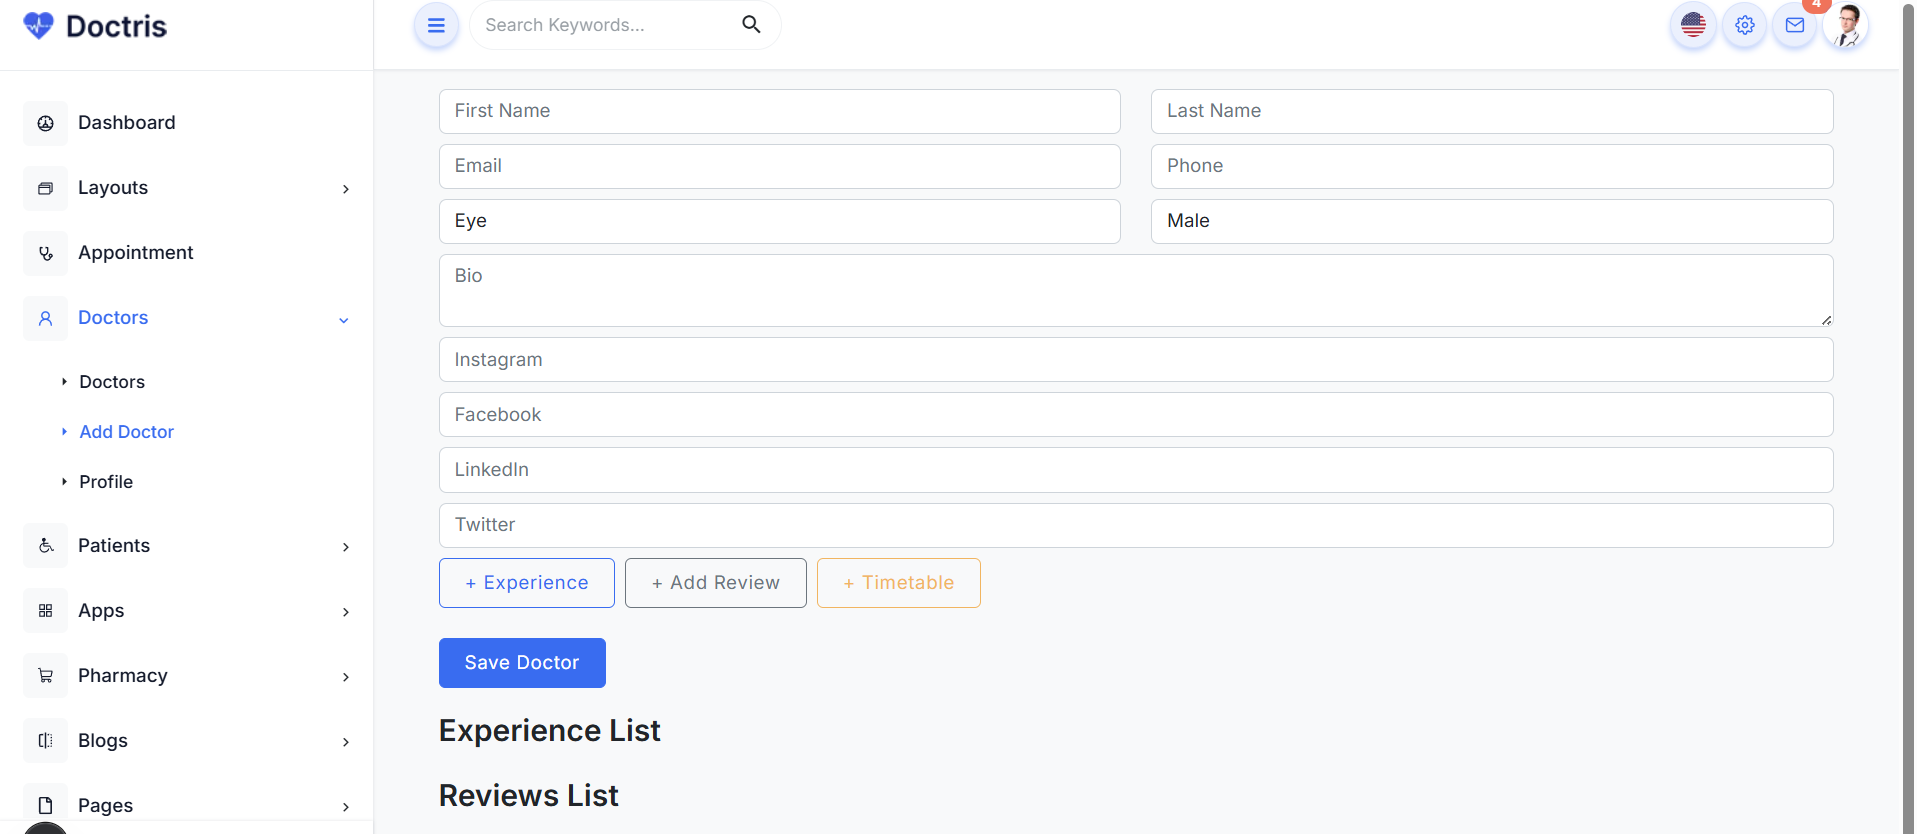 Doctris
Search Keywords...
4
Dashboard
Layouts
Appointment
Doctors
Doctors
Add Doctor
Profile
Patients
Apps
Pharmacy
Blogs
Pages
First Name
Last Name
Email
Phone
Eye
Male
Bio
Instagram
Facebook
LinkedIn
Twitter
+ Experience
+ Add Review
+ Timetable
Save Doctor
Experience List
Reviews List